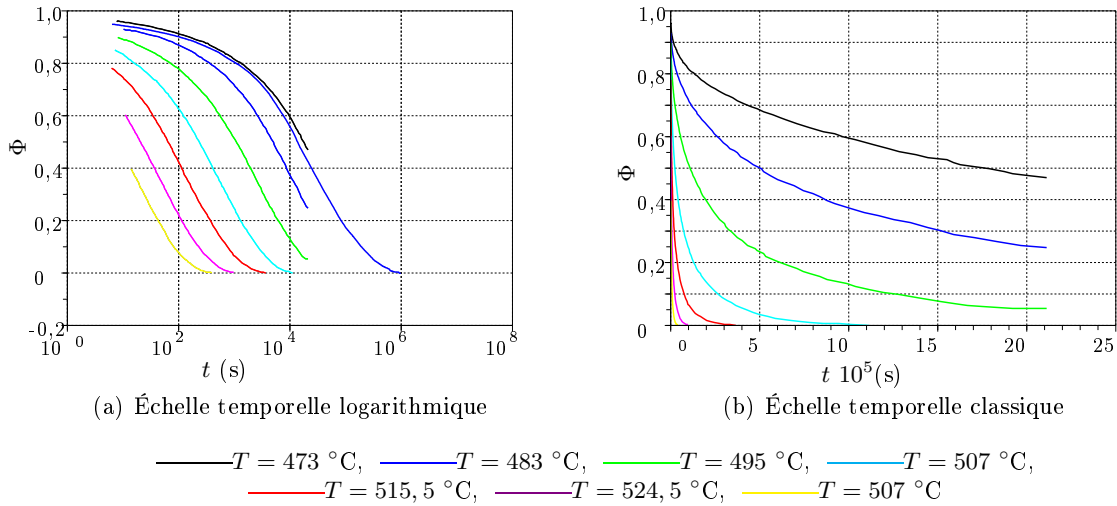 1,0
0,8
0,6
0,4
0,2
0
-0,2
Φ
10 0
10 2
10 4
10 6
10 8
t (s)
(a) Échelle temporelle logarithmique
1,0
0,8
0,6
0,4
0,2
0
Φ
0 5 10 15 20 25
t 10⁵(s)
(b) Échelle temporelle classique
T = 473 °C, T = 483 °C, T = 495 °C, T = 507 °C,
T = 515, 5 °C, T = 524, 5 °C, T = 507 °C